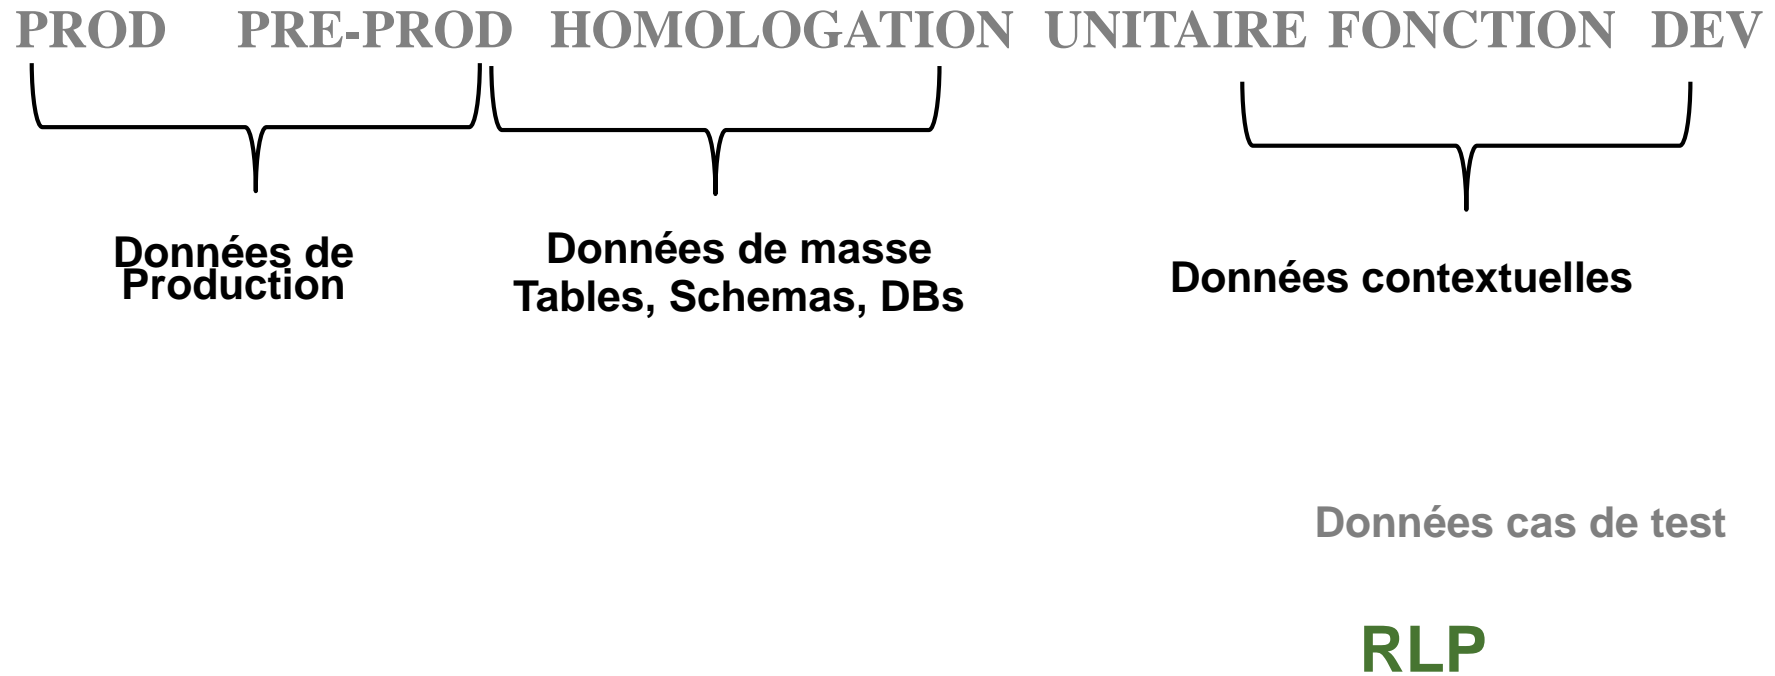 PROD PRE-PROD HOMOLOGATION UNITAIRE FONCTION DEV
Données de
Production
Données de masse
Tables, Schemas, DBs
Données contextuelles
Données cas de test
RLP